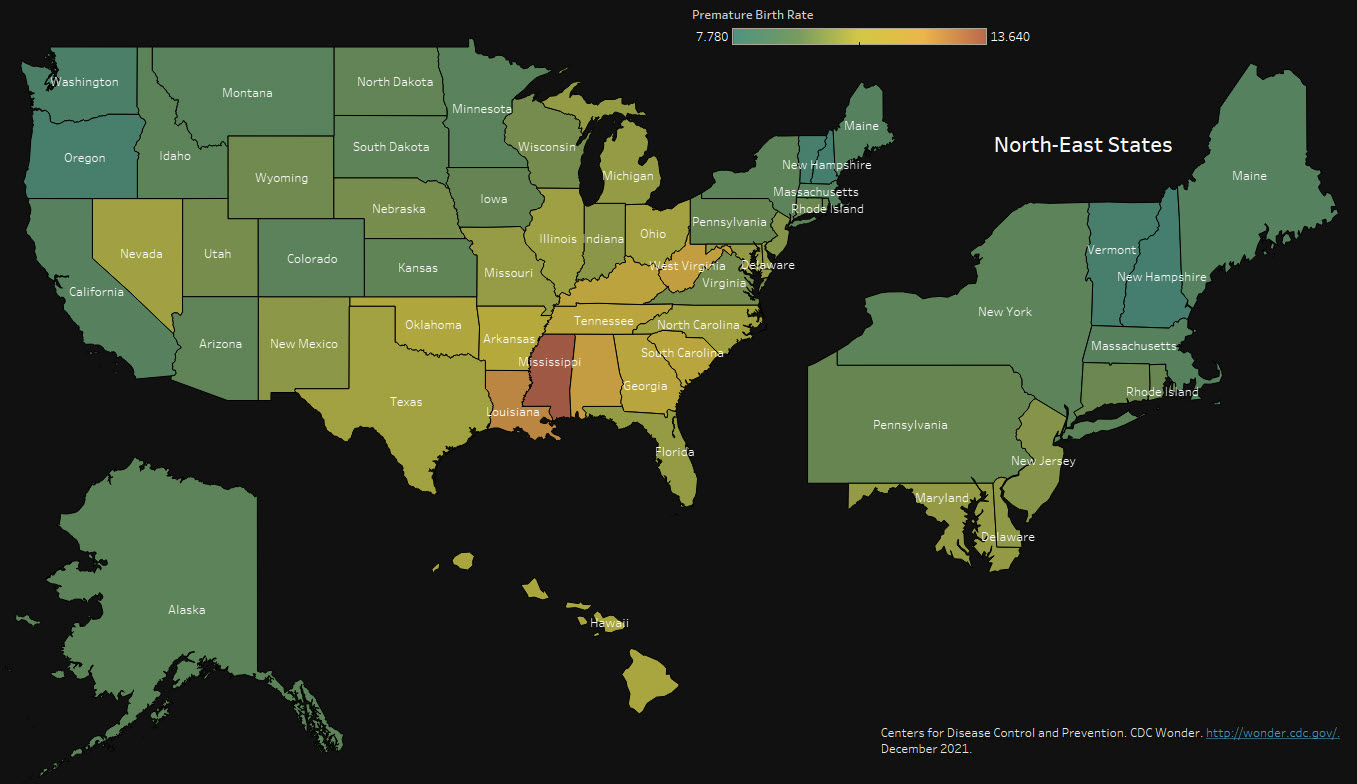 Premature Birth Rate
7.780
13.640
Washington
Montana
North Dakota
Minnesota
Maine
Oregon
Idaho
South Dakota
Wisconsin
New Hampshire
Wyoming
Michigan
Massachusetts
Iowa
Nebraska
Rhode Island
Pennsylvania
Nevada
Utah
Colorado
Kansas
Illinois
Indiana
Ohio
West Virginia
Delaware
California
Missouri
Virginia
Arizona
New Mexico
Oklahoma
Arkansas
Tennessee
North Carolina
South Carolina
Mississippi
Georgia
Texas
Louisiana
Florida
Alaska
Hawaii
North-East States
Maine
Vermont
New Hampshire
New York
Massachusetts
Rhode Island
Pennsylvania
New Jersey
Maryland
Delaware
Centers for Disease Control and Prevention. CDC Wonder. http://wonder.cdc.gov/.
December 2021.